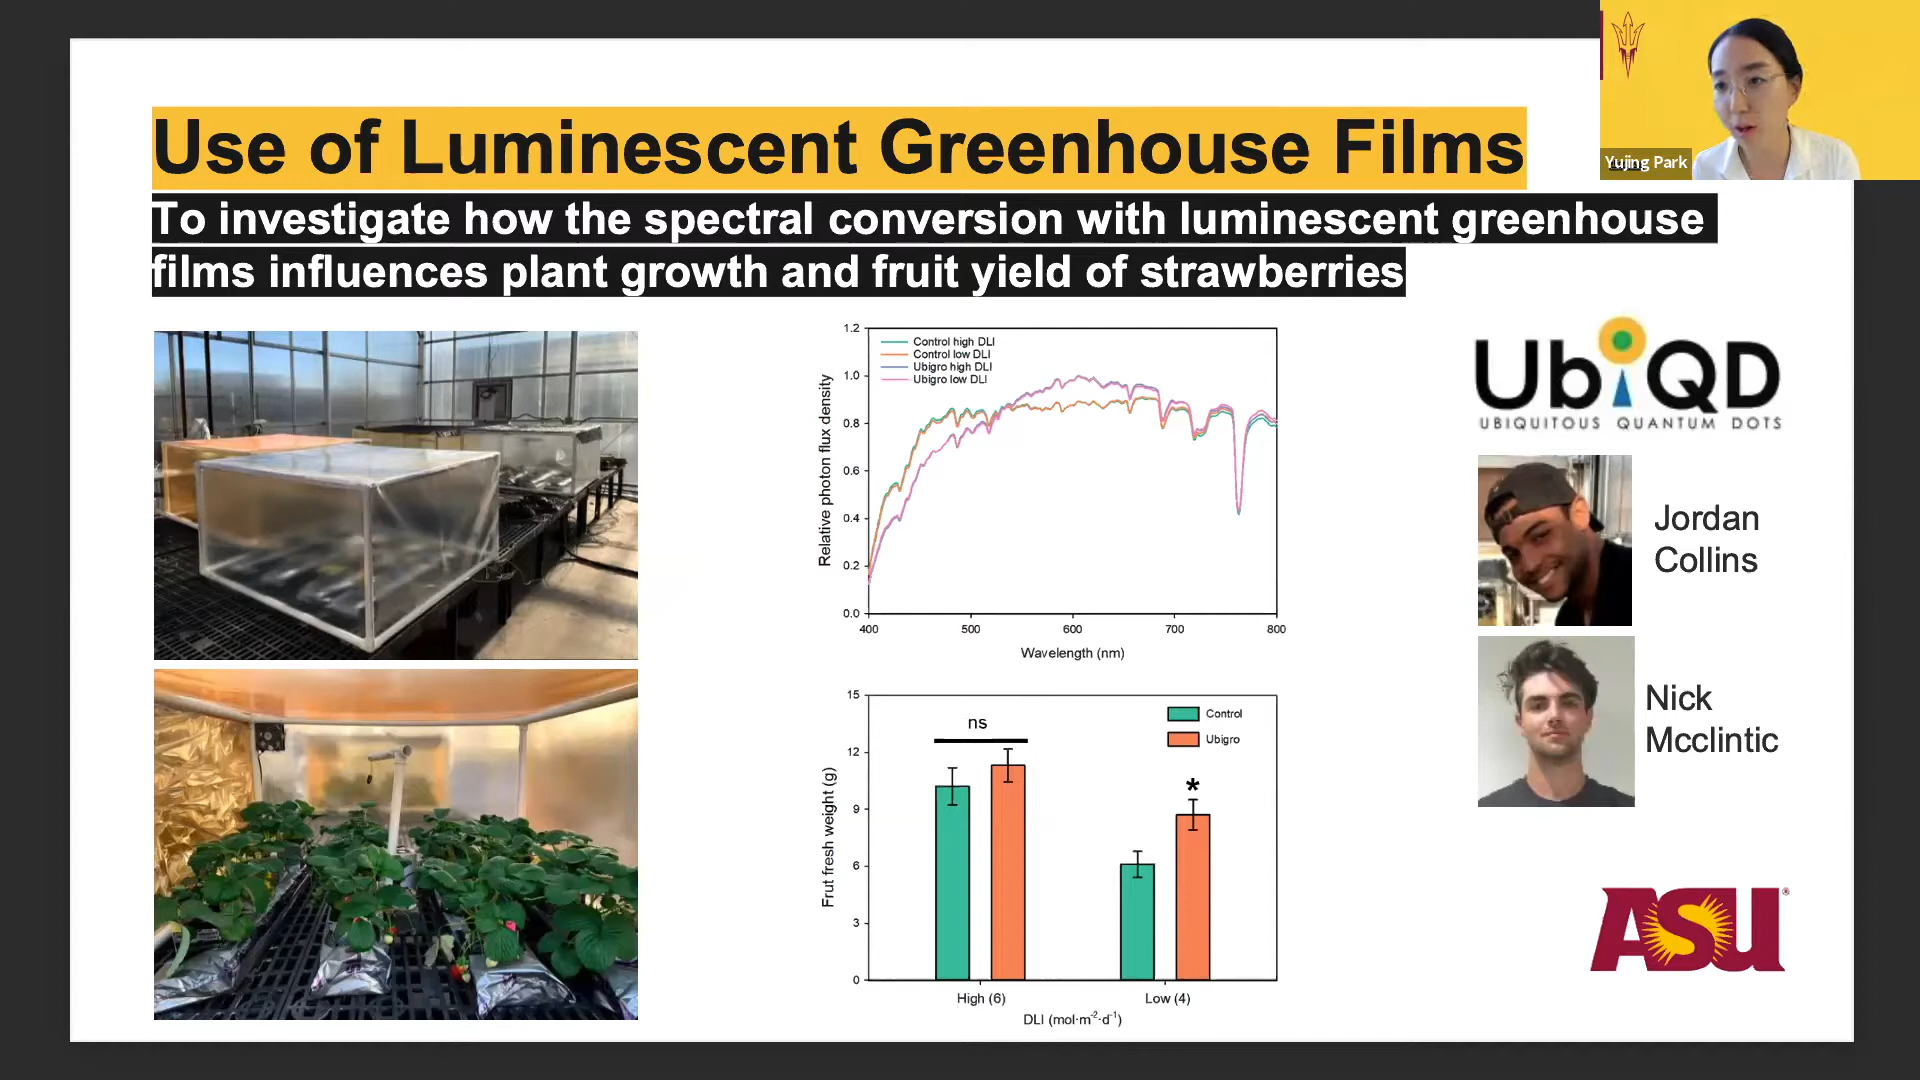 Use of Luminescent Greenhouse Films
To investigate how the spectral conversion with luminescent greenhouse
films influences plant growth and fruit yield of strawberries
Yujing Park
1.2
1.0
0.8
0.6
0.4
0.2
0.0
Relative photon flux density
Control high DLI
Control low DLI
Ubigro high DLI
Ubigro low DLI
400 500 600 700 800
Wavelength (nm)
15
12
9
6
3
0
Frut fresh weight (g)
ns
Control
Ubigro
*
High (6) Low (4)
DLI (mol·m⁻²·d⁻¹)
UbiQD
UBIQUITOUS QUANTUM DOTS
Jordan
Collins
Nick
Mcclintic
ASU®